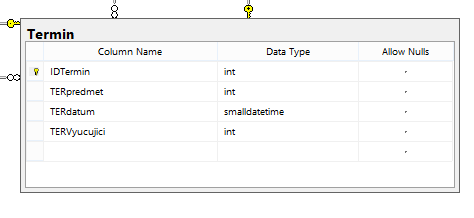 Termin
Column Name Data Type Allow Nulls
IDTermin int
TERpredmet int
TERdatum smalldatetime
TERVyucujici int